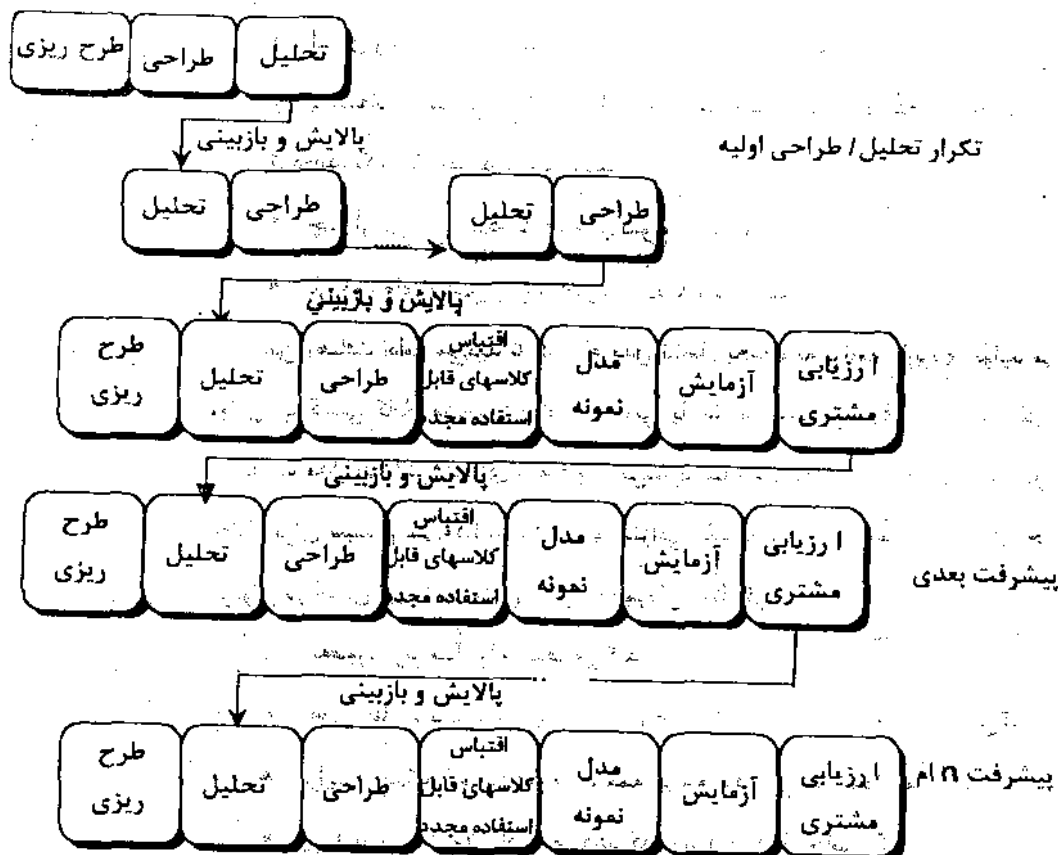 طرح ریزی
طراحی
تحلیل
پالایش و بازبینی
تکرار تحلیل / طراحی اولیه
تحلیل
طراحی
تحلیل
طراحی
پالایش و بازبینی
طرح
ریزی
تحلیل
طراحی
اقتباس
کلاسهای قابل
استفاده مجدد
مدل
نمونه
آزمایش
ارزیابی
مشتری
پالایش و بازبینی
طرح
ریزی
تحلیل
طراحی
اقتباس
کلاسهای قابل
استفاده مجدد
مدل
نمونه
آزمایش
ارزیابی
مشتری
پیشرفت بعدی
پالایش و بازبینی
طرح
ریزی
تحلیل
طراحی
اقتباس
کلاسهای قابل
استفاده مجدد
مدل
نمونه
آزمایش
ارزیابی
مشتری
پیشرفت n ام